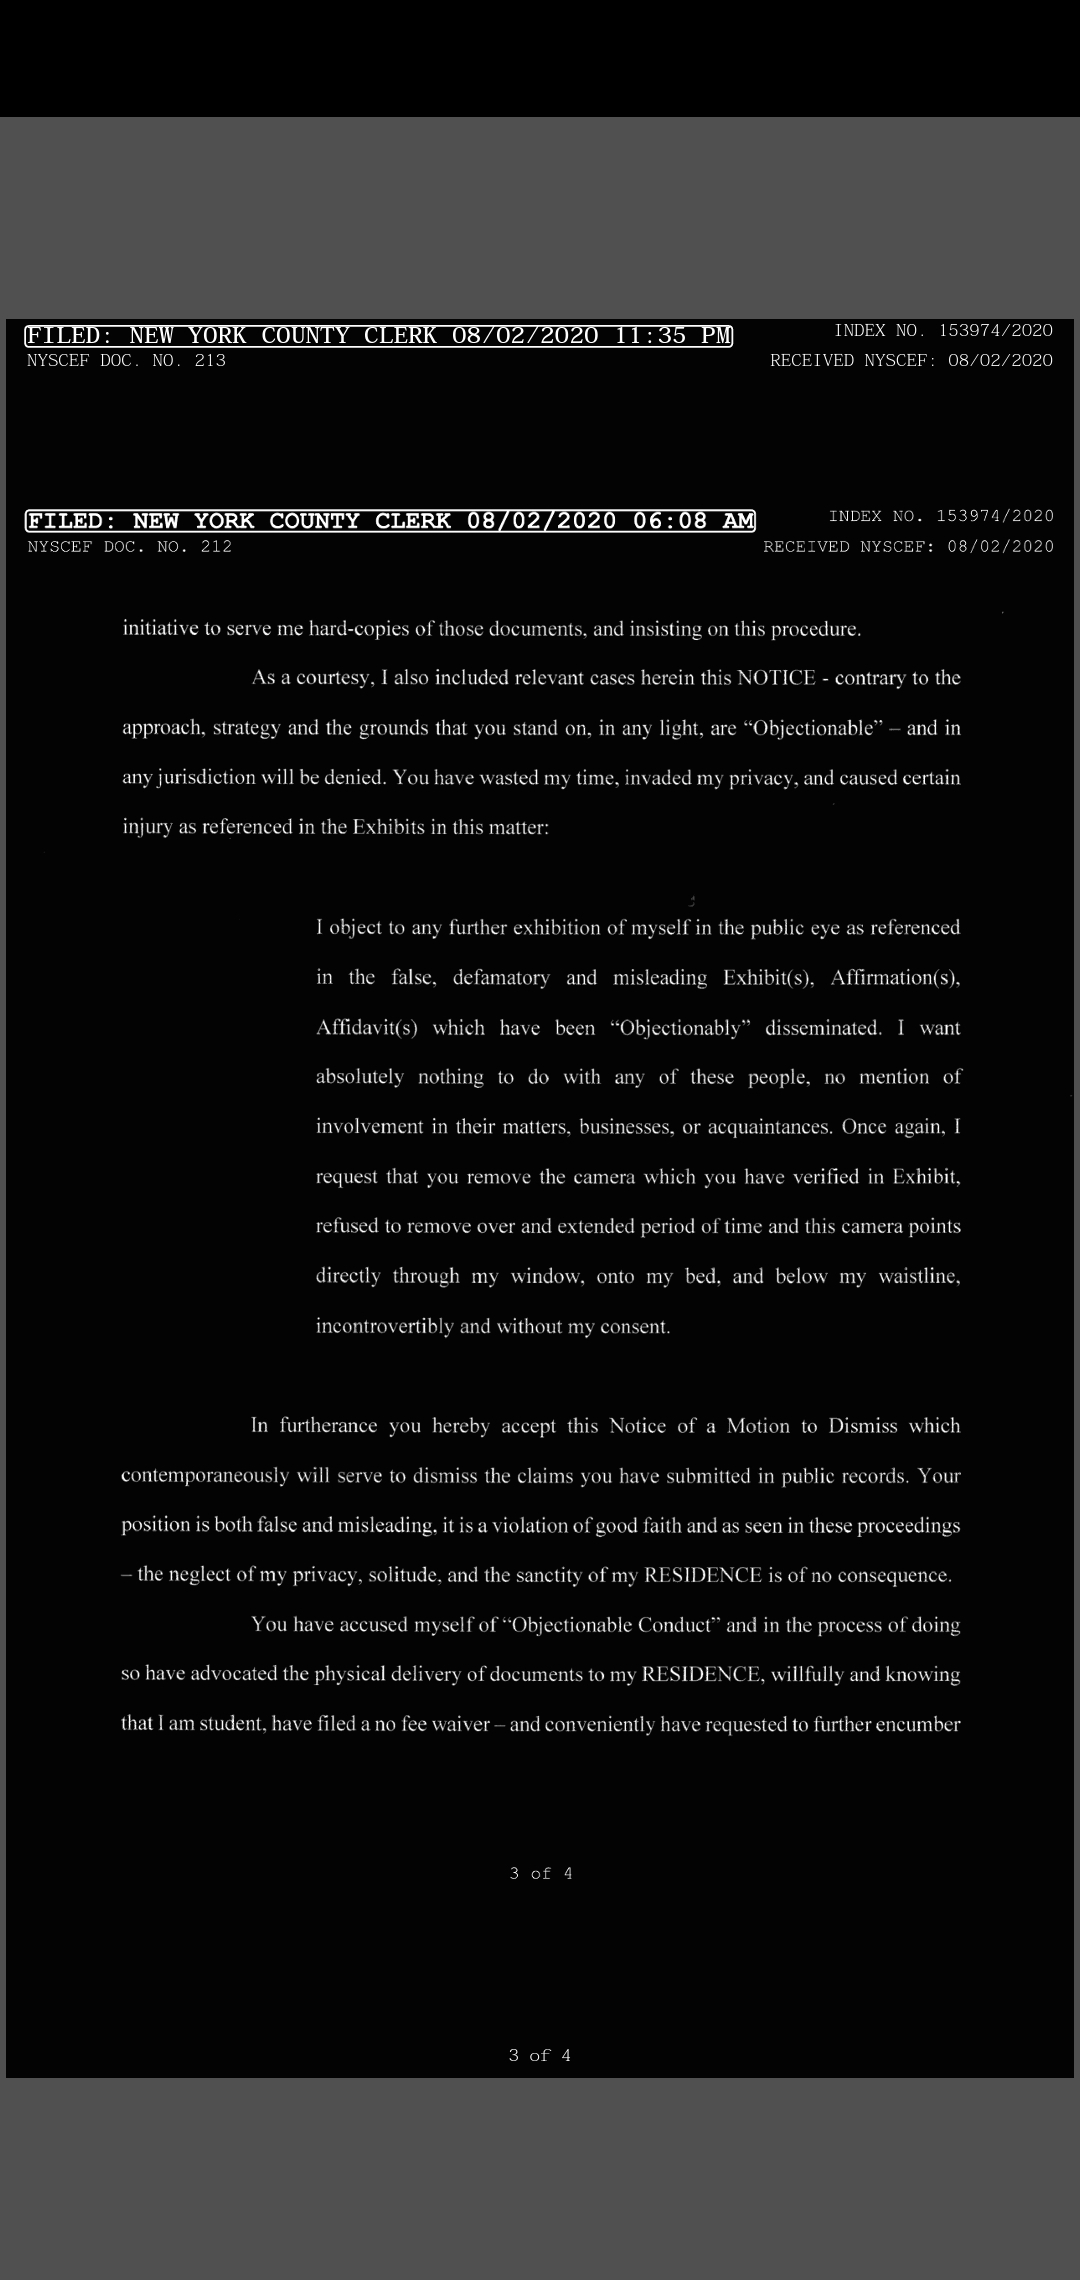 FILED: NEW YORK COUNTY CLERK 08/02/2020 11:35 PM INDEX NO. 153974/2020
NYSCEF DOC. NO. 213 RECEIVED NYSCEF: 08/02/2020
FILED: NEW YORK COUNTY CLERK 08/02/2020 06:08 AM INDEX NO. 153974/2020
NYSCEF DOC. NO. 212 RECEIVED NYSCEF: 08/02/2020
initiative to serve me hard-copies of those documents, and insisting on this procedure.
As a courtesy, I also included relevant cases herein this NOTICE - contrary to the
approach, strategy and the grounds that you stand on, in any light, are “Objectionable” – and in
any jurisdiction will be denied. You have wasted my time, invaded my privacy, and caused certain
injury as referenced in the Exhibits in this matter:
I object to any further exhibition of myself in the public eye as referenced
in the false, defamatory and misleading Exhibit(s), Affirmation(s),
Affidavit(s) which have been “Objectionably” disseminated. I want
absolutely nothing to do with any of these people, no mention of
involvement in their matters, businesses, or acquaintances. Once again, I
request that you remove the camera which you have verified in Exhibit,
refused to remove over and extended period of time and this camera points
directly through my window, onto my bed, and below my waistline,
incontrovertibly and without my consent.
In furtherance you hereby accept this Notice of a Motion to Dismiss which
contemporaneously will serve to dismiss the claims you have submitted in public records. Your
position is both false and misleading, it is a violation of good faith and as seen in these proceedings
– the neglect of my privacy, solitude, and the sanctity of my RESIDENCE is of no consequence.
You have accused myself of “Objectionable Conduct” and in the process of doing
so have advocated the physical delivery of documents to my RESIDENCE, willfully and knowing
that I am student, have filed a no fee waiver – and conveniently have requested to further encumber
3 of 4
3 of 4